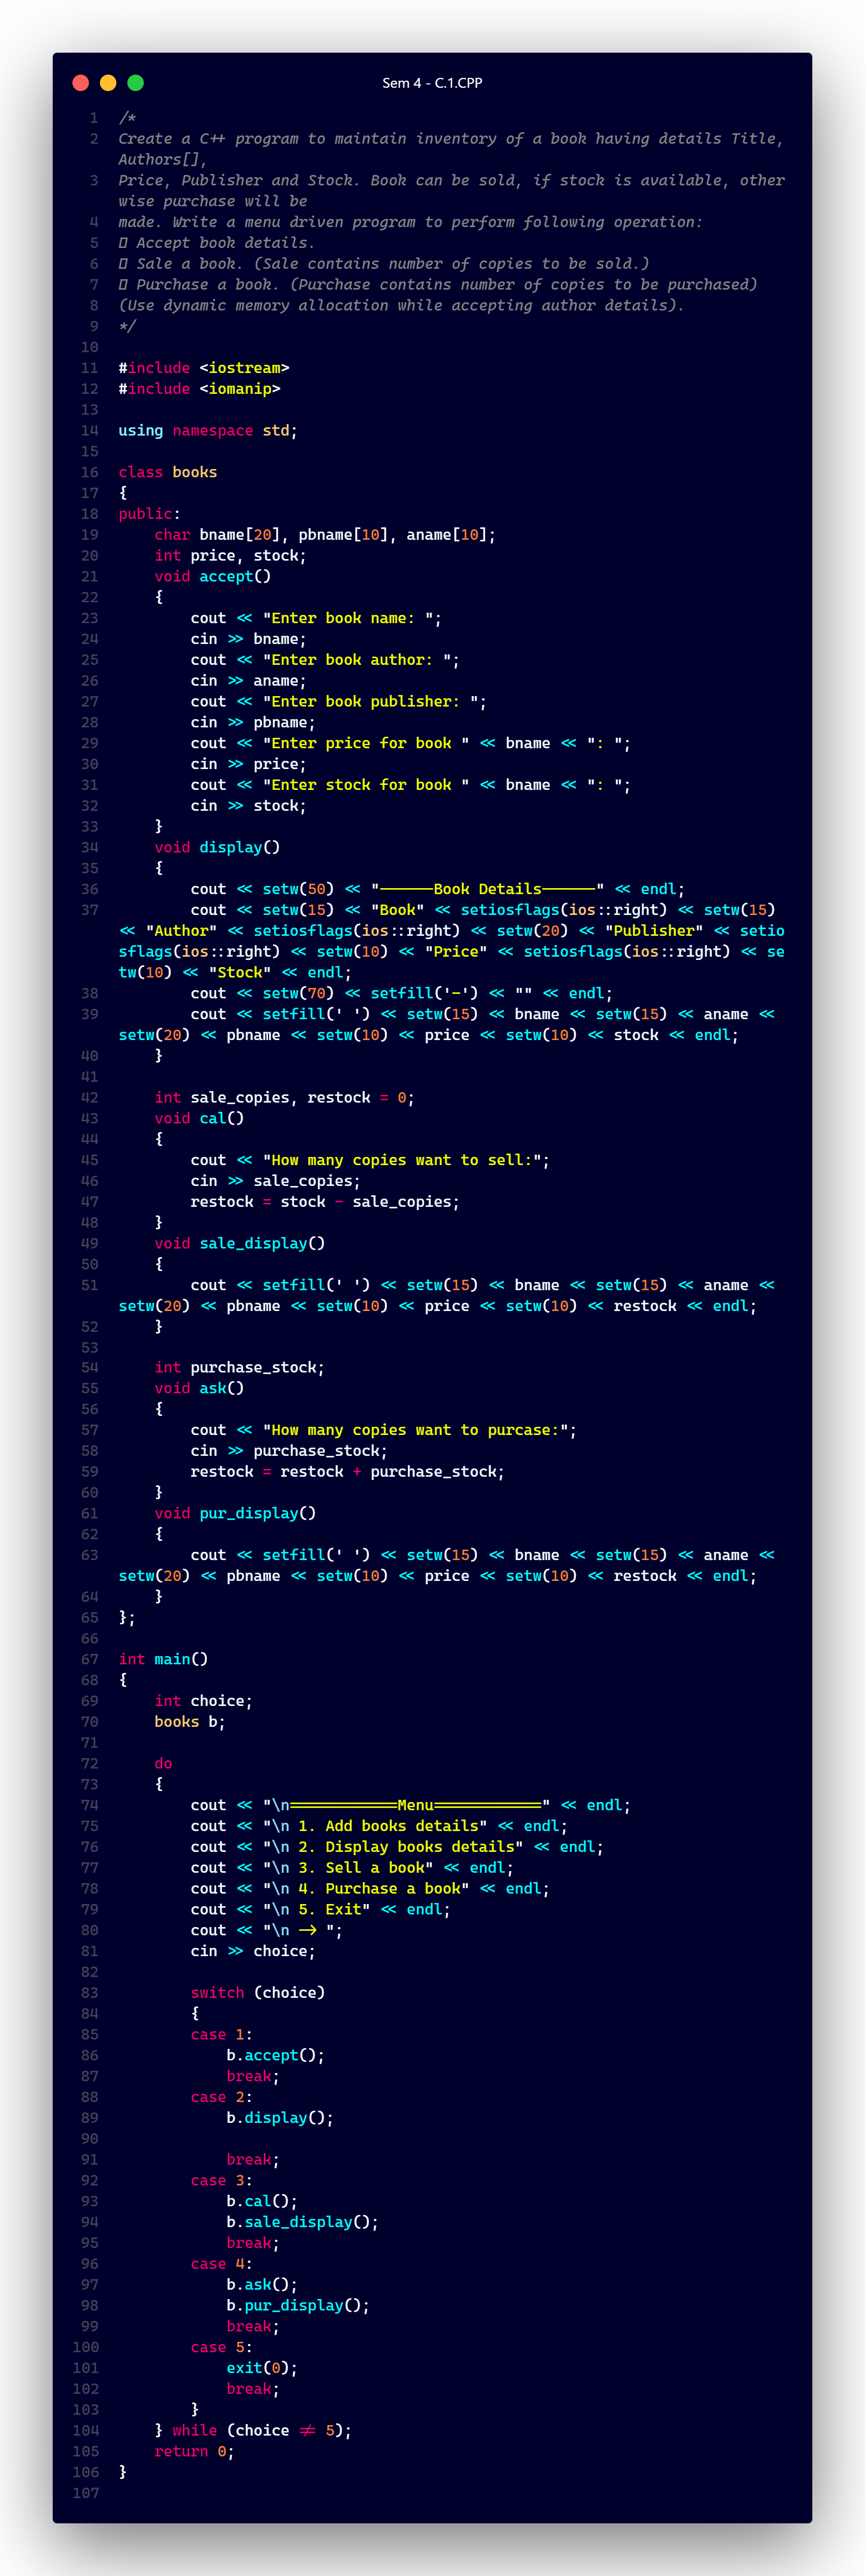 Sem 4 - C.1.CPP
1 /*
2 Create a C++ program to maintain inventory of a book having details Title,
Authors[],
3 Price, Publisher and Stock. Book can be sold, if stock is available, other
wise purchase will be
4 made. Write a menu driven program to perform following operation:
5 ▯ Accept book details.
6 ▯ Sale a book. (Sale contains number of copies to be sold.)
7 ▯ Purchase a book. (Purchase contains number of copies to be purchased)
8 (Use dynamic memory allocation while accepting author details).
9 */
10
11 #include <iostream>
12 #include <iomanip>
13
14 using namespace std;
15
16 class books
17 {
18 public:
19     char bname[20], pbname[10], aname[10];
20     int price, stock;
21     void accept()
22     {
23         cout << "Enter book name: ";
24         cin >> bname;
25         cout << "Enter book author: ";
26         cin >> aname;
27         cout << "Enter book publisher: ";
28         cin >> pbname;
29         cout << "Enter price for book " << bname << ": ";
30         cin >> price;
31         cout << "Enter stock for book " << bname << ": ";
32         cin >> stock;
33     }
34     void display()
35     {
36         cout << setw(50) << "------Book Details------" << endl;
37         cout << setw(15) << "Book" << setiosflags(ios::right) << setw(15)
<< "Author" << setiosflags(ios::right) << setw(20) << "Publisher" << setio
sflags(ios::right) << setw(10) << "Price" << setiosflags(ios::right) << se
tw(10) << "Stock" << endl;
38         cout << setw(70) << setfill('-') << "" << endl;
39         cout << setfill(' ') << setw(15) << bname << setw(15) << aname <<
setw(20) << pbname << setw(10) << price << setw(10) << stock << endl;
40     }
41
42     int sale_copies, restock = 0;
43     void cal()
44     {
45         cout << "How many copies want to sell:";
46         cin >> sale_copies;
47         restock = stock - sale_copies;
48     }
49     void sale_display()
50     {
51         cout << setfill(' ') << setw(15) << bname << setw(15) << aname <<
setw(20) << pbname << setw(10) << price << setw(10) << restock << endl;
52     }
53
54     int purchase_stock;
55     void ask()
56     {
57         cout << "How many copies want to purcase:";
58         cin >> purchase_stock;
59         restock = restock + purchase_stock;
60     }
61     void pur_display()
62     {
63         cout << setfill(' ') << setw(15) << bname << setw(15) << aname <<
setw(20) << pbname << setw(10) << price << setw(10) << restock << endl;
64     }
65 };
66
67 int main()
68 {
69     int choice;
70     books b;
71
72     do
73     {
74         cout << "\n============Menu============" << endl;
75         cout << "\n 1. Add books details" << endl;
76         cout << "\n 2. Display books details" << endl;
77         cout << "\n 3. Sell a book" << endl;
78         cout << "\n 4. Purchase a book" << endl;
79         cout << "\n 5. Exit" << endl;
80         cout << "\n -> ";
81         cin >> choice;
82
83         switch (choice)
84         {
85         case 1:
86             b.accept();
87             break;
88         case 2:
89             b.display();
90
91             break;
92         case 3:
93             b.cal();
94             b.sale_display();
95             break;
96         case 4:
97             b.ask();
98             b.pur_display();
99             break;
100         case 5:
101             exit(0);
102             break;
103         }
104     } while (choice != 5);
105     return 0;
106 }
107